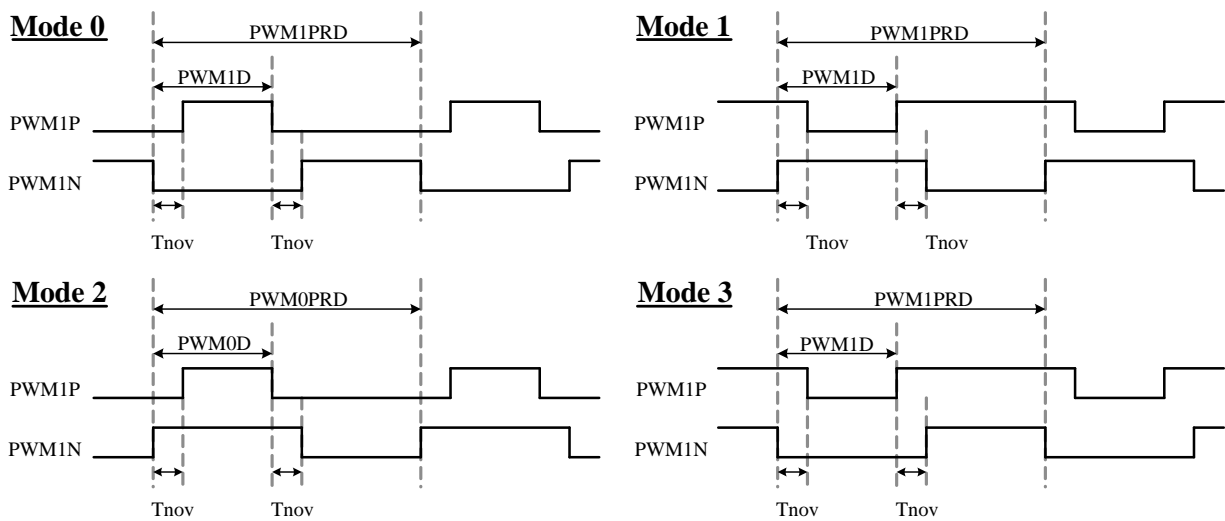 Mode 0
PWM1PRD
PWM1D
PWM1P
PWM1N
Tnov Tnov
Mode 1
PWM1PRD
PWM1D
PWM1P
PWM1N
Tnov Tnov
Mode 2
PWM0PRD
PWM0D
PWM1P
PWM1N
Tnov Tnov
Mode 3
PWM1PRD
PWM1D
PWM1P
PWM1N
Tnov Tnov